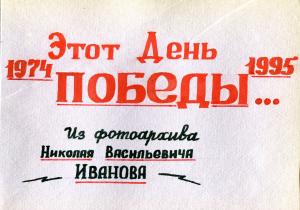 Этот День
1974 ПОБЕДЫ... 1995
Из фотоархива
Николая Васильевича
ИВАНОВА